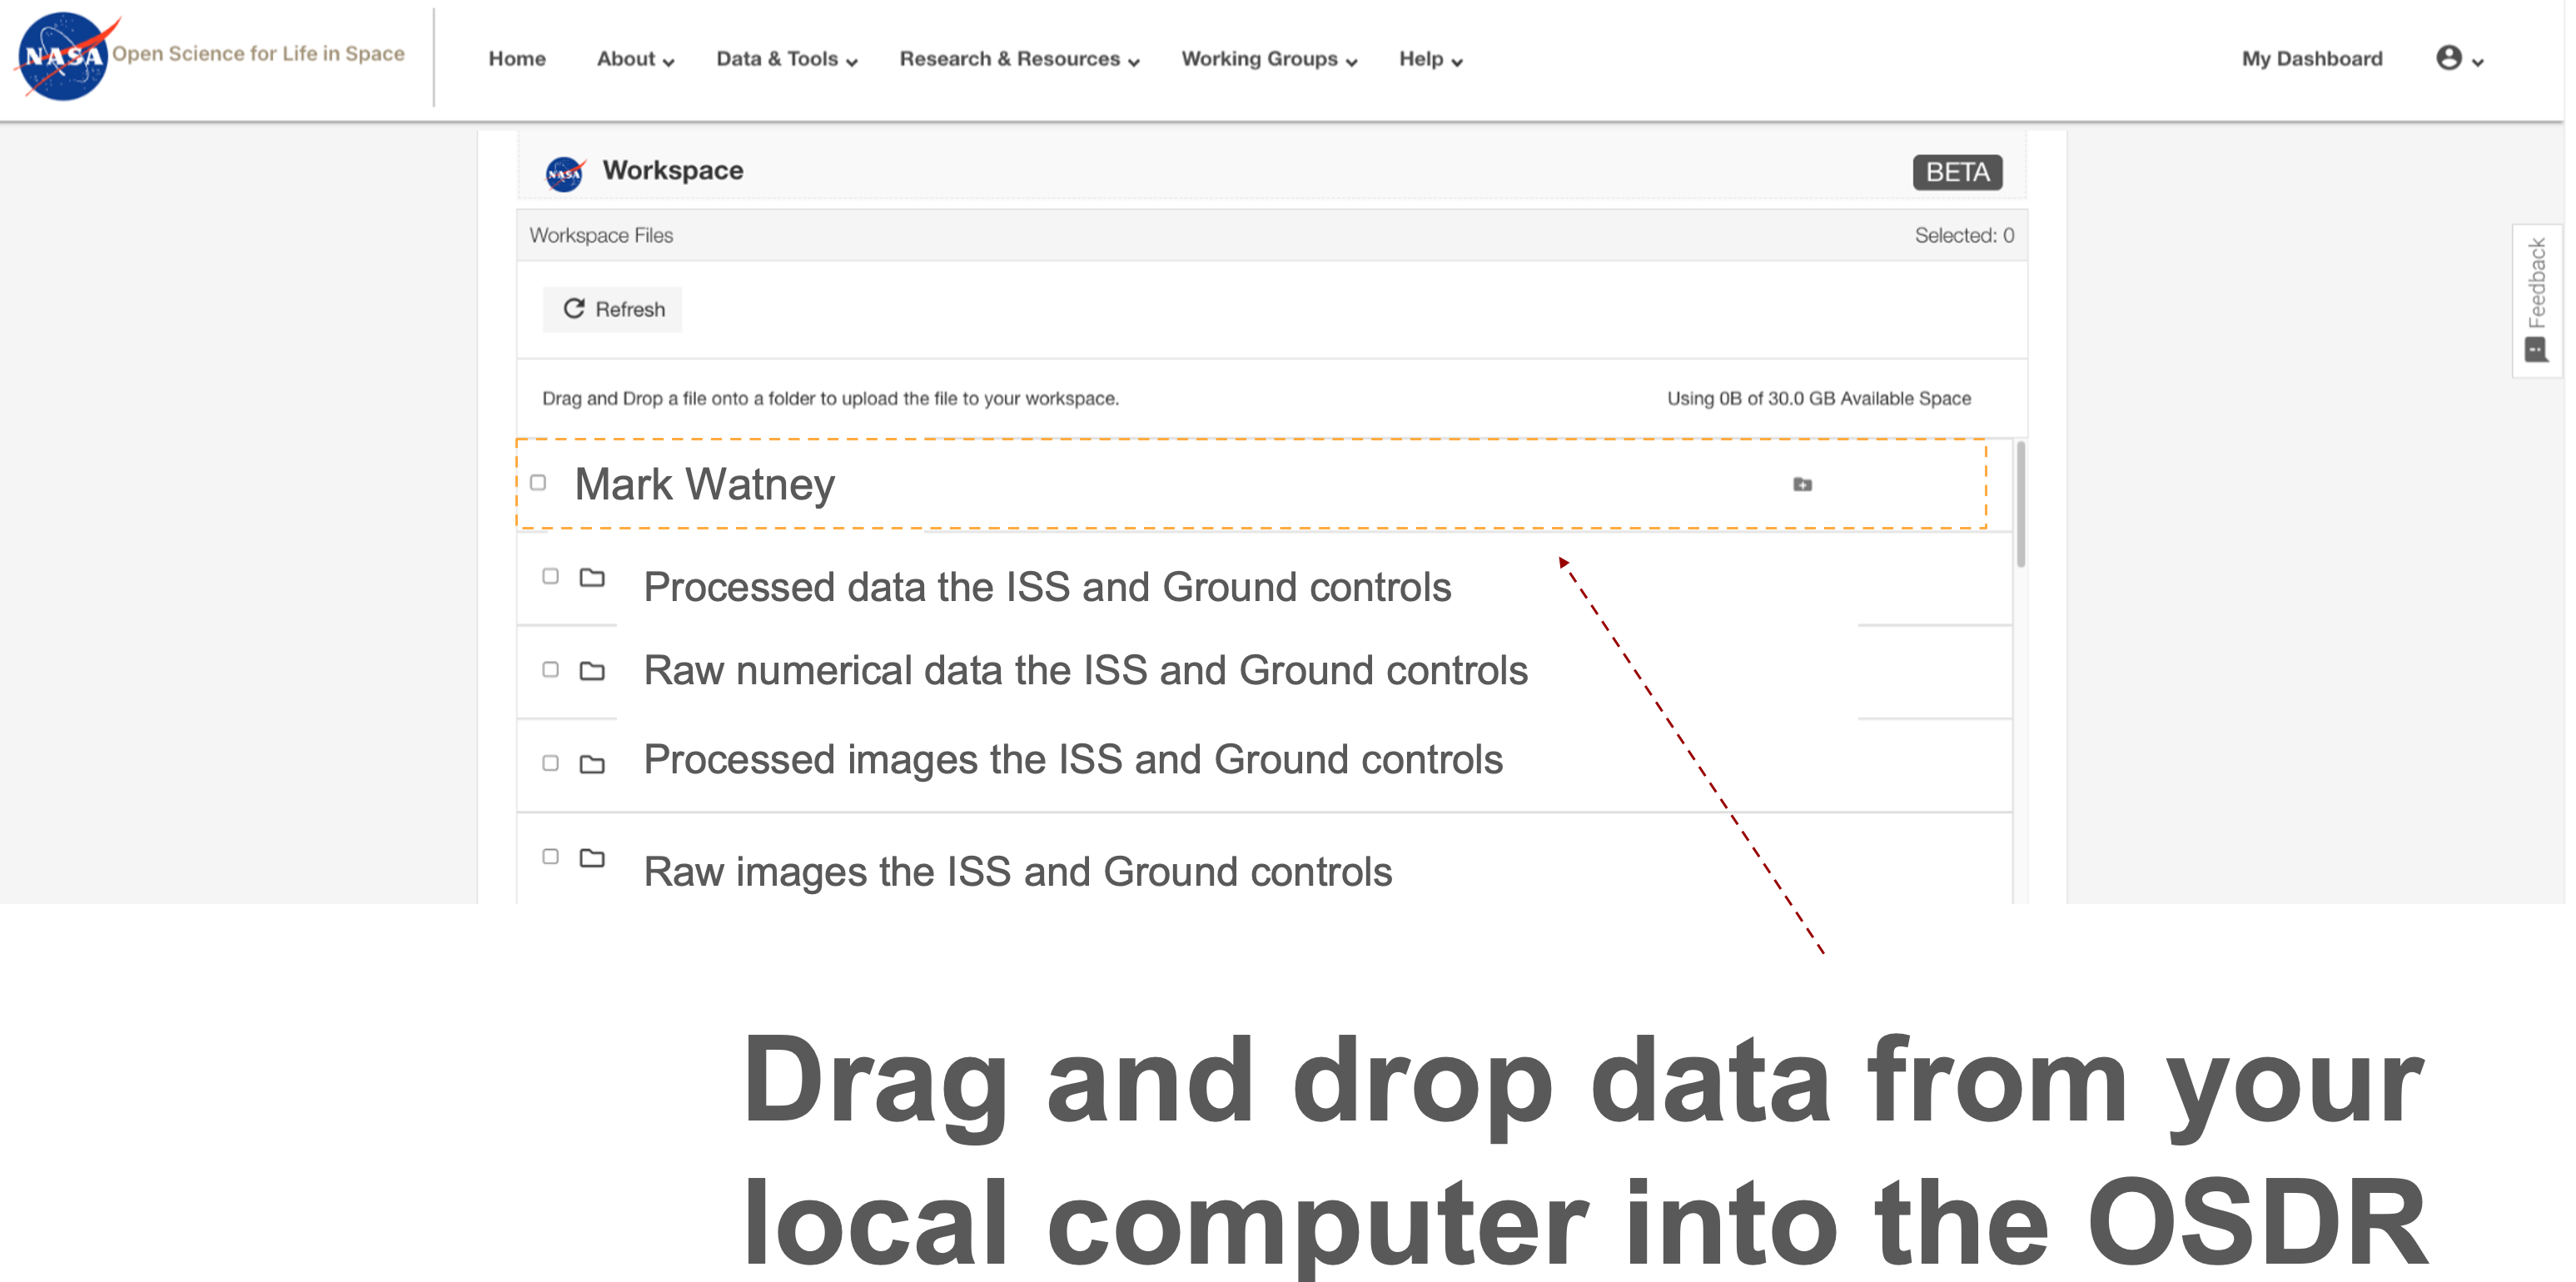 NASA Open Science for Life in Space Home About Data & Tools Research & Resources Working Groups Help My Dashboard
NASA Workspace BETA
Workspace Files Selected: 0
Feedback
Refresh
Drag and Drop a file onto a folder to upload the file to your workspace. Using 0B of 30.0 GB Available Space
Mark Watney
Processed data the ISS and Ground controls
Raw numerical data the ISS and Ground controls
Processed images the ISS and Ground controls
Raw images the ISS and Ground controls
Drag and drop data from your
local computer into the OSDR